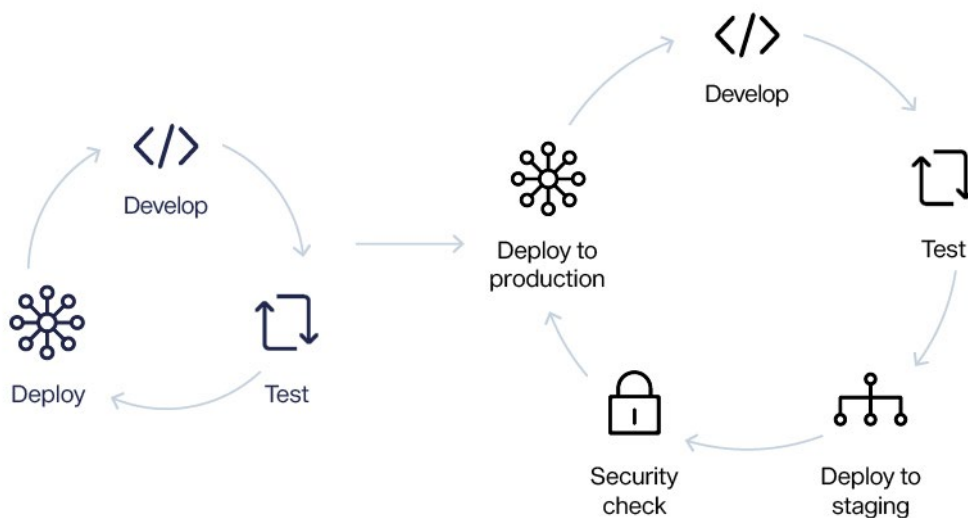 Develop
Test
Deploy
Develop
Test
Deploy to
staging
Security
check
Deploy to
production